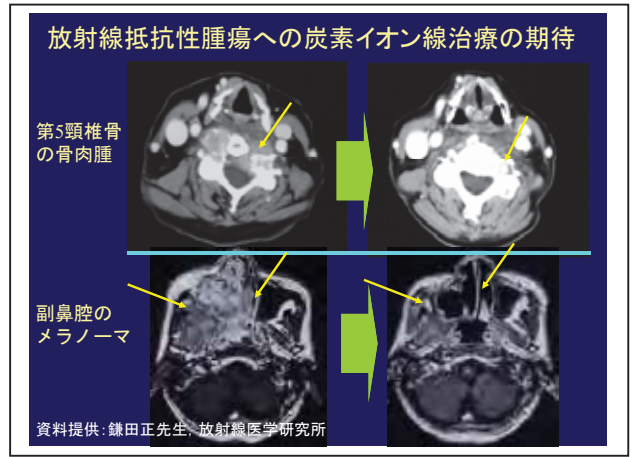 放射線抵抗性腫瘍への炭素イオン線治療の期待
第5頸椎骨
の骨肉腫
副鼻腔の
メラノーマ
資料提供：鎌田正先生，放射線医学研究所